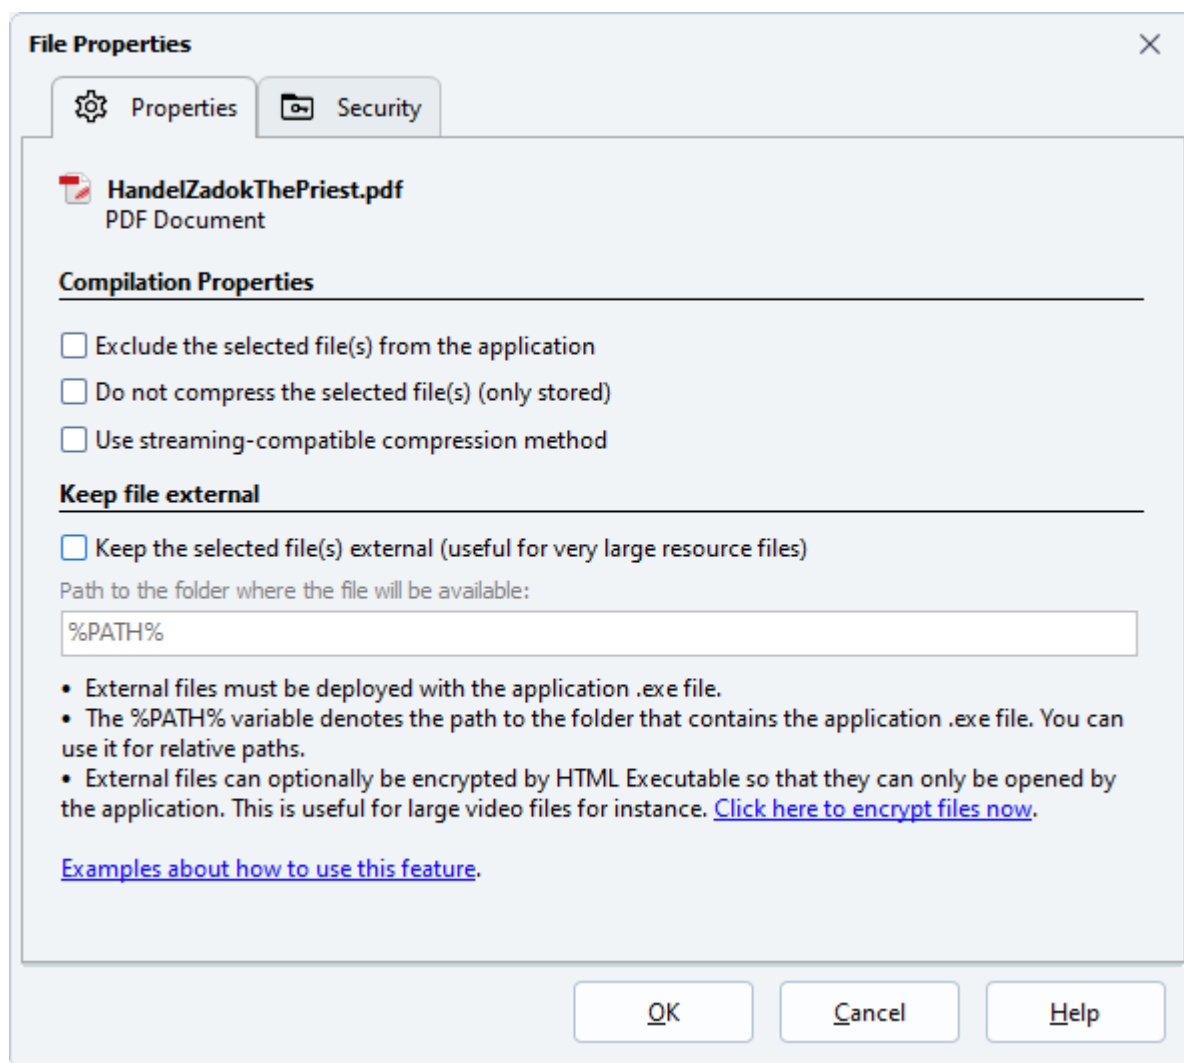 File Properties
Properties
Security
HandelZadokThePriest.pdf
PDF Document
Compilation Properties
Exclude the selected file(s) from the application
Do not compress the selected file(s) (only stored)
Use streaming-compatible compression method
Keep file external
Keep the selected file(s) external (useful for very large resource files)
Path to the folder where the file will be available:
%PATH%
• External files must be deployed with the application .exe file.
• The %PATH% variable denotes the path to the folder that contains the application .exe file. You can
use it for relative paths.
• External files can optionally be encrypted by HTML Executable so that they can only be opened by
the application. This is useful for large video files for instance. Click here to encrypt files now.
Examples about how to use this feature.
OK
Cancel
Help